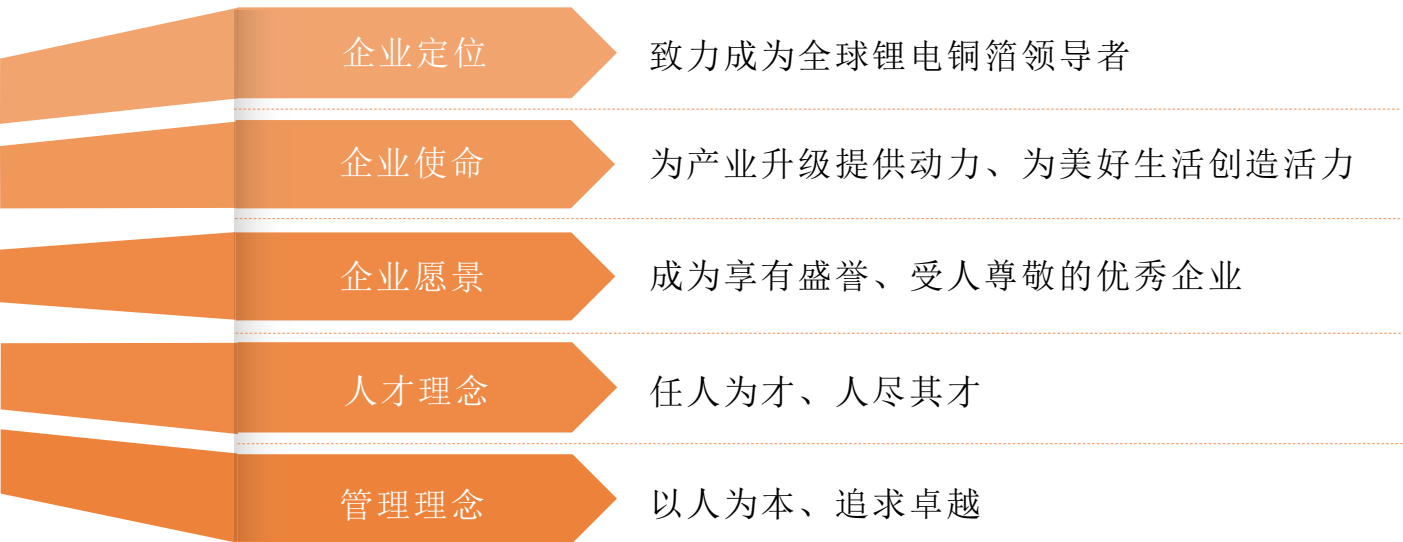 企业定位
致力成为全球锂电铜箔领导者
企业使命
为产业升级提供动力、为美好生活创造活力
企业愿景
成为享有盛誉、受人尊敬的优秀企业
人才理念
任人为才、人尽其才
管理理念
以人为本、追求卓越